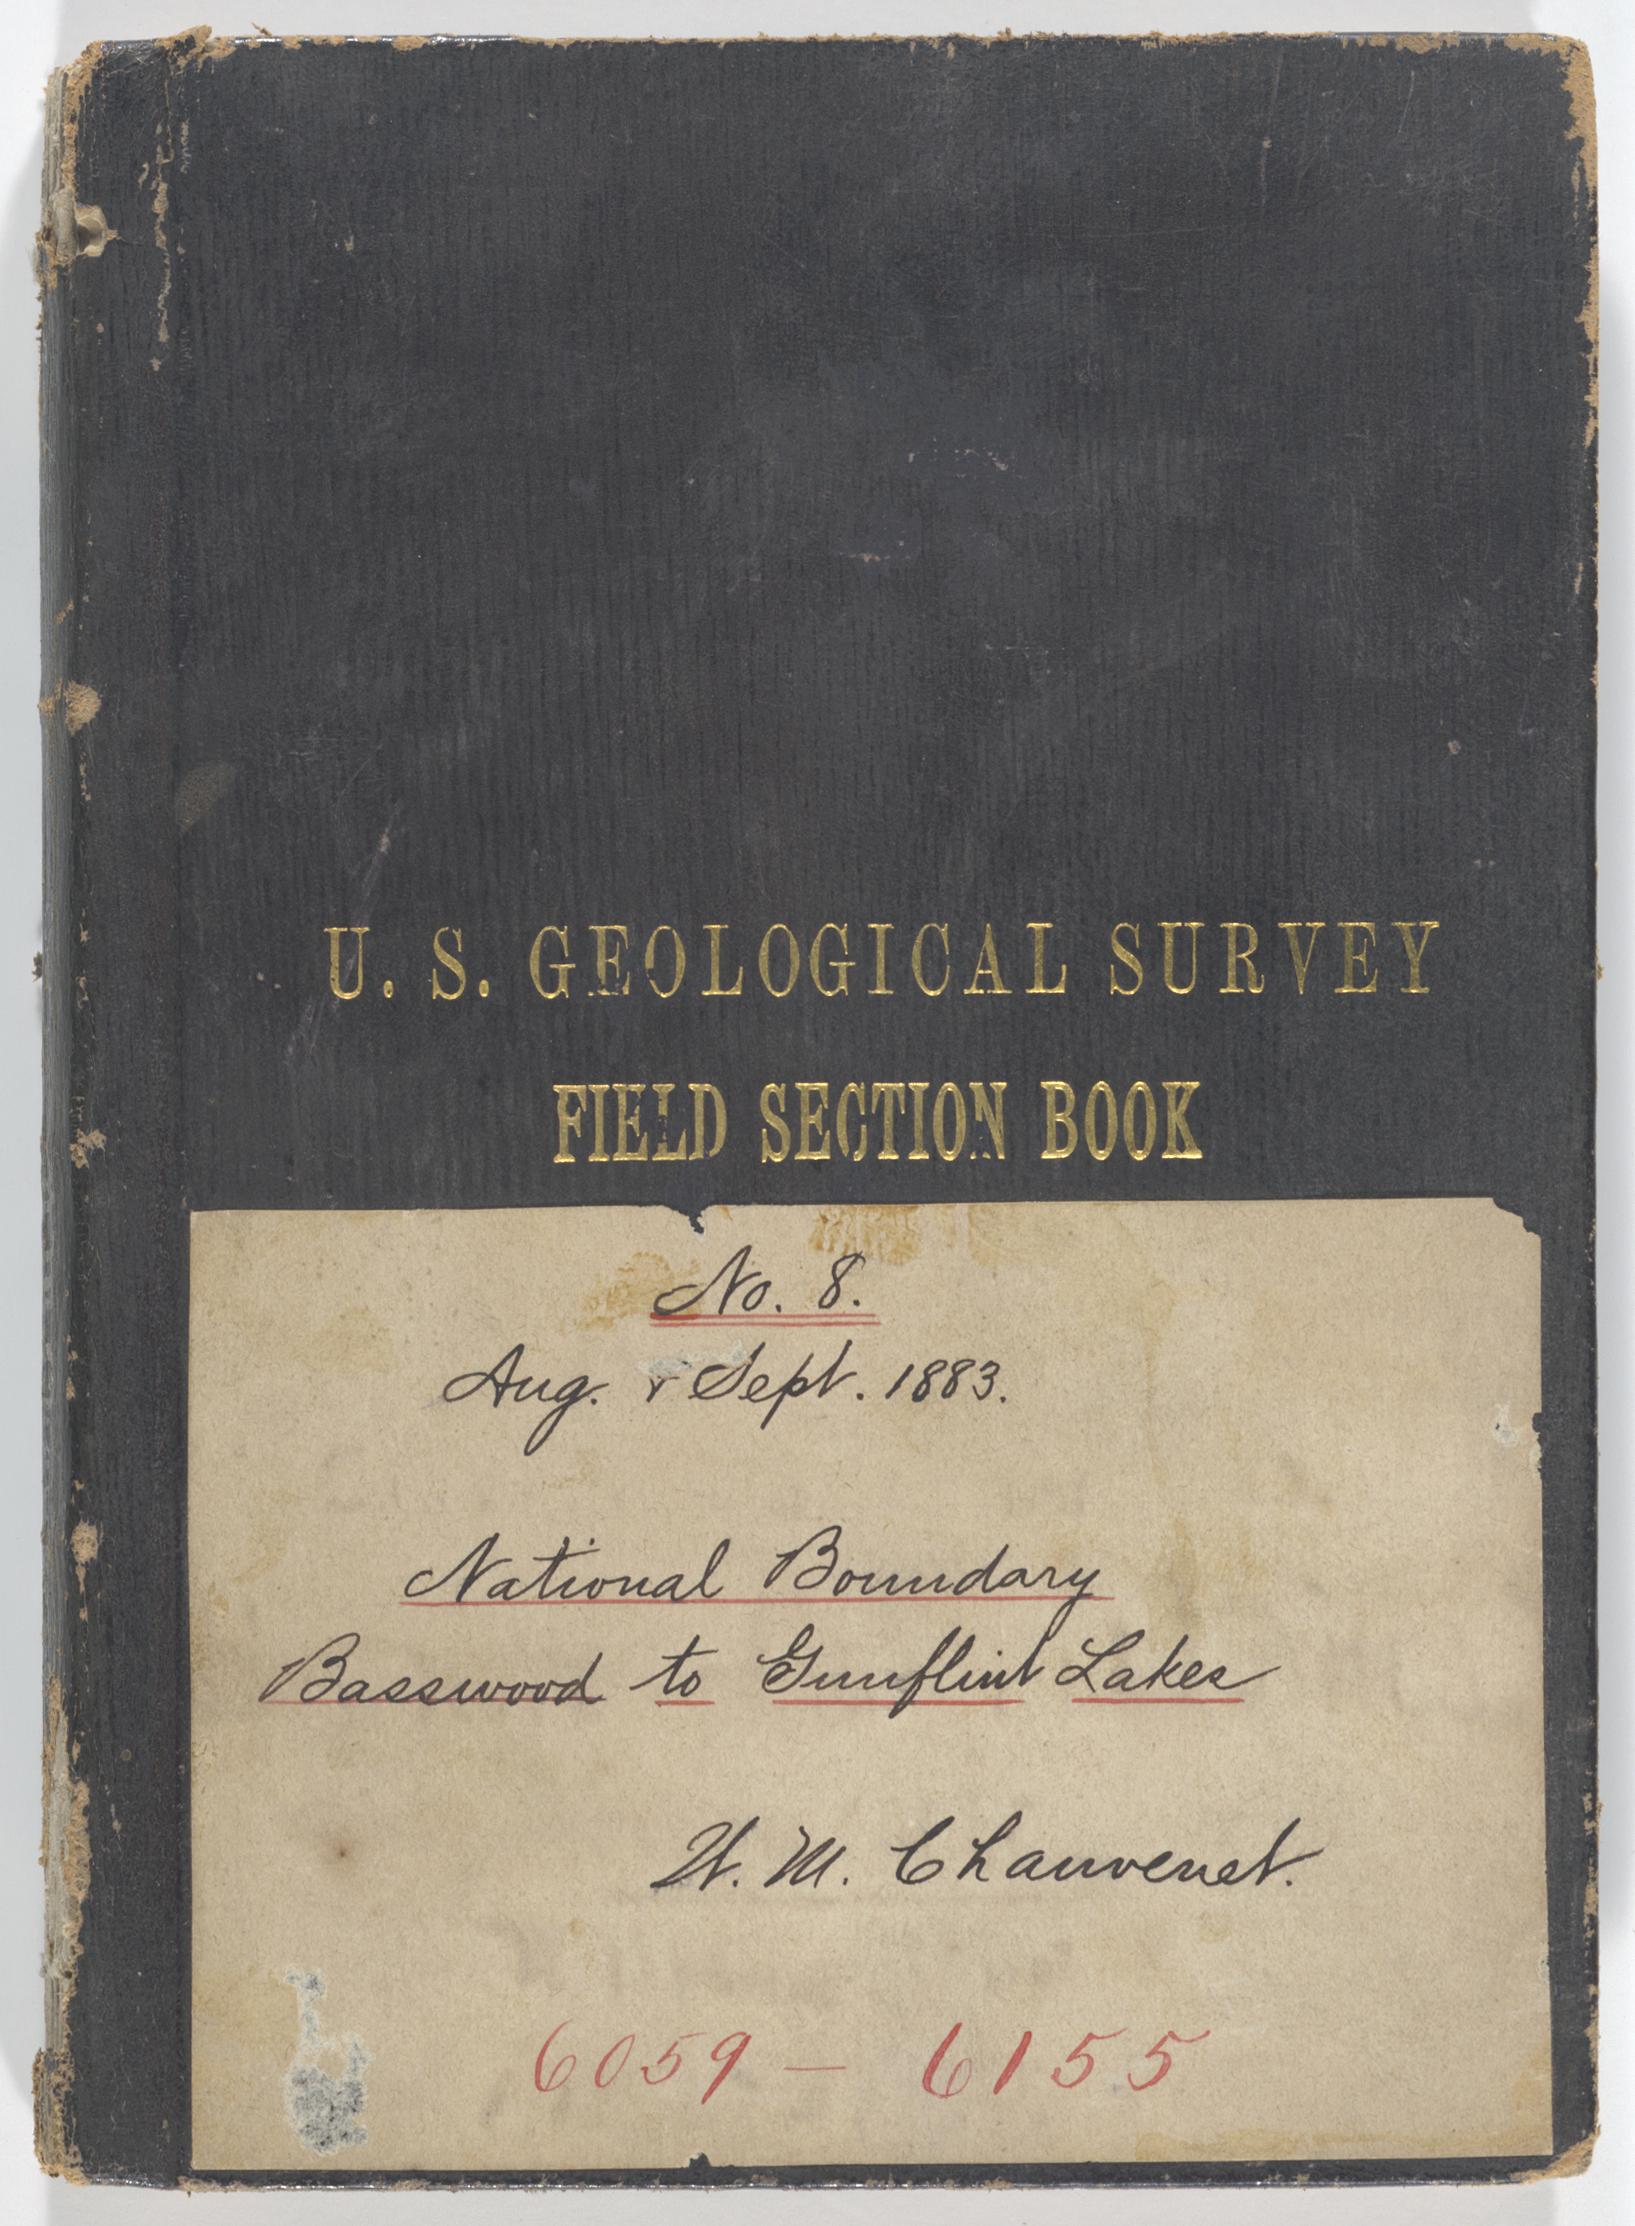 U. S. GEOLOGICAL SURVEY
FIELD SECTION BOOK
No. 8.
Aug. & Sept. 1883.
National Boundary
Basswood to Gunflint Lakes
W. M. Chauvenet.
6059 — 6155